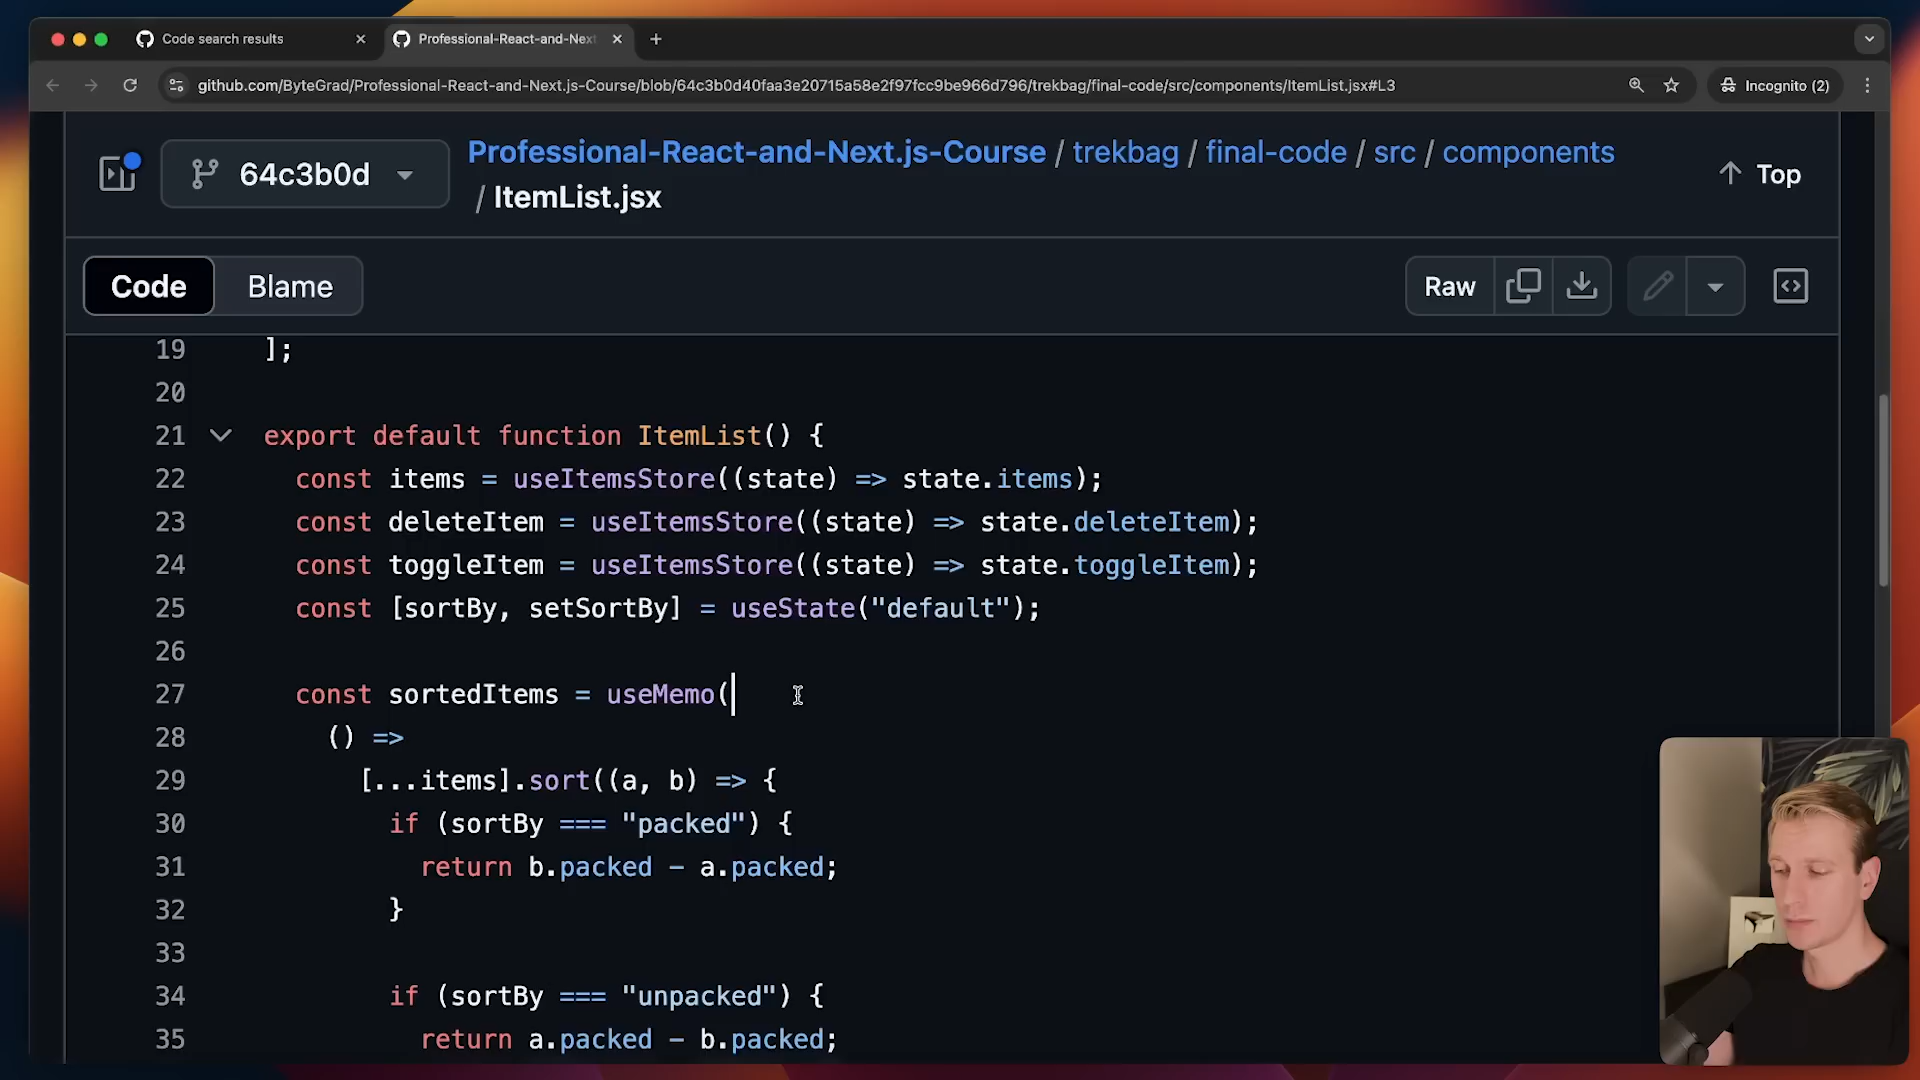 Code search results
Professional-React-and-Nex
github.com/ByteGrad/Professional-React-and-Next.js-Course/blob/64c3b0d40faa3e20715a58e2f97fcc9be966d796/trekbag/final-code/src/components/ItemList.jsx#L3
Incognito (2)
64c3b0d
Professional-React-and-Next.js-Course / trekbag / final-code / src / components
/ ItemList.jsx
Top
Code
Blame
Raw
19 ];
20
21 export default function ItemList() {
22 const items = useItemsStore((state) => state.items);
23 const deleteItem = useItemsStore((state) => state.deleteItem);
24 const toggleItem = useItemsStore((state) => state.toggleItem);
25 const [sortBy, setSortBy] = useState("default");
26
27 const sortedItems = useMemo(
28 () =>
29 [...items].sort((a, b) => {
30 if (sortBy === "packed") {
31 return b.packed - a.packed;
32 }
33
34 if (sortBy === "unpacked") {
35 return a.packed - b.packed;